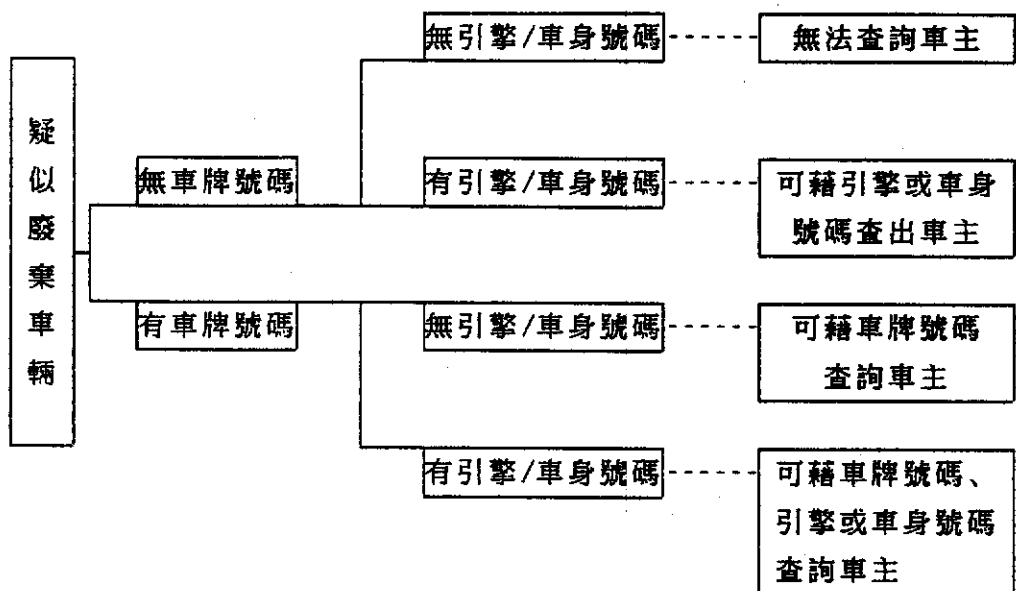 疑似廢棄車輛
無車牌號碼
無引擎/車身號碼
無法查詢車主
有引擎/車身號碼
可藉引擎或車身
號碼查出車主
有車牌號碼
無引擎/車身號碼
可藉車牌號碼
查詢車主
有引擎/車身號碼
可藉車牌號碼、
引擎或車身號碼
查詢車主